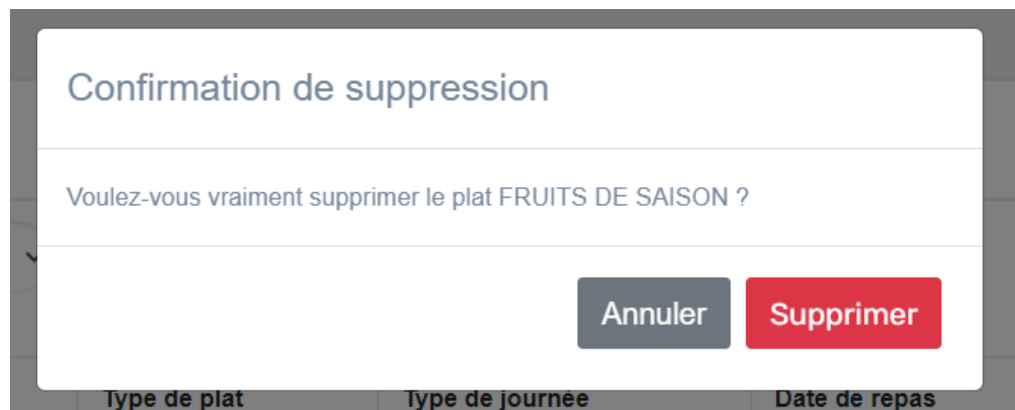 Confirmation de suppression
Voulez-vous vraiment supprimer le plat FRUITS DE SAISON ?
Annuler Supprimer
Type de plat Type de journée Date de repas